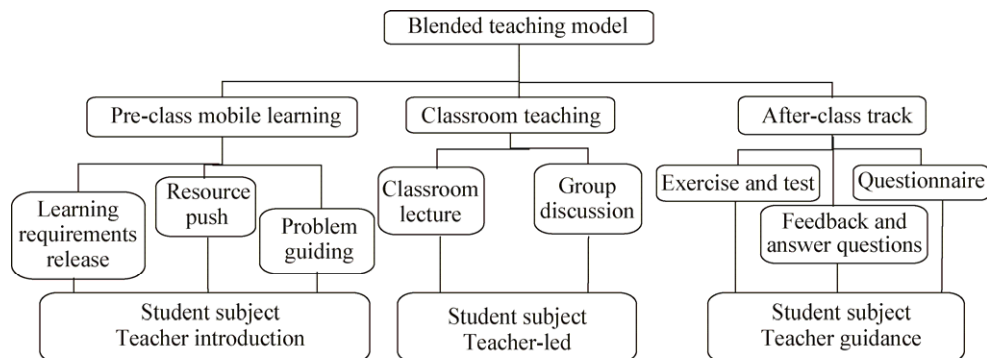 Blended teaching model
Pre-class mobile learning
Classroom teaching
After-class track
Learning
requirements
release
Resource
push
Problem
guiding
Classroom
lecture
Group
discussion
Exercise and test
Feedback and
answer questions
Questionnaire
Student subject
Teacher introduction
Student subject
Teacher-led
Student subject
Teacher guidance